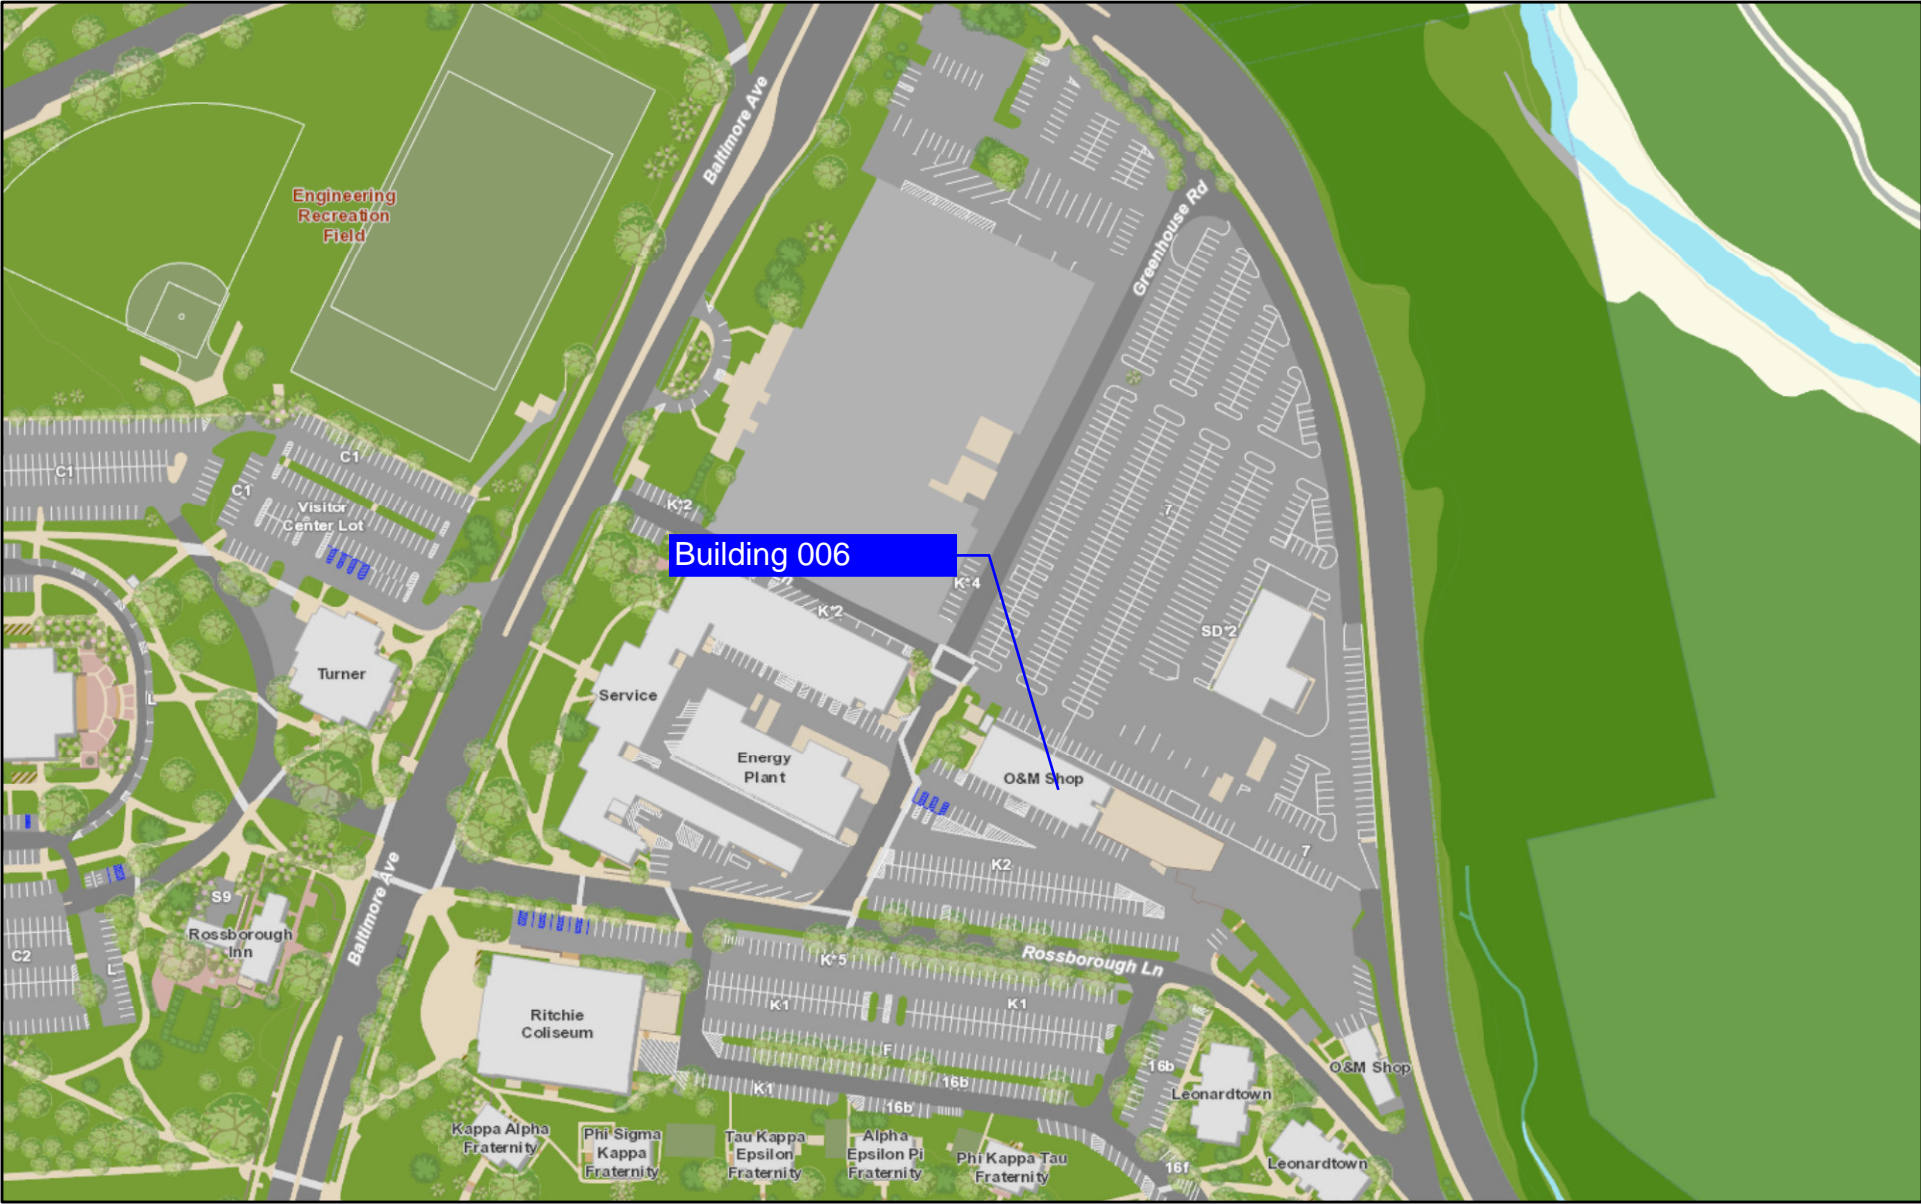 Baltimore Ave
Engineering
Recreation
Field
Greenhouse Rd
C1
C1
C1
Visitor
Center Lot
K*2
7
Building 006
K*4
K*2
SD*2
Turner
Service
L
Energy
Plant
O&M Shop
7
K2
Baltimore Ave
S9
Rossborough
Inn
C2
L
K*5
Rossborough Ln
K1
K1
Ritchie
Coliseum
F
16b
16b
O&M Shop
K1
Leonardtown
16b
Kappa Alpha
Fraternity
Phi Sigma
Kappa
Fraternity
Tau Kappa
Epsilon
Fraternity
Alpha
Epsilon Pi
Fraternity
Phi Kappa Tau
Fraternity
16f
Leonardtown